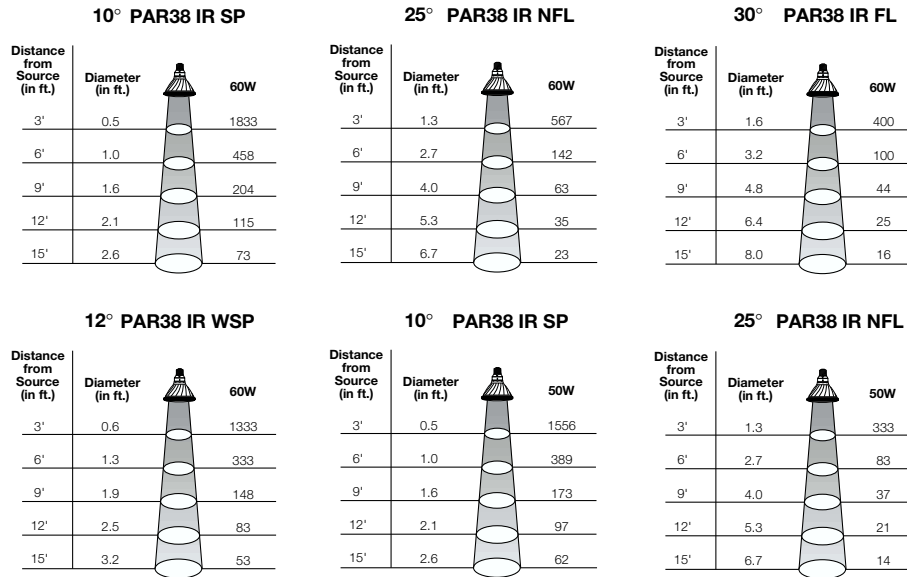 10° PAR38 IR SP
Distance
from
Source
(in ft.)
Diameter
(in ft.)
60W
3' 0.5 1833
6' 1.0 458
9' 1.6 204
12' 2.1 115
15' 2.6 73
25° PAR38 IR NFL
Distance
from
Source
(in ft.)
Diameter
(in ft.)
60W
3' 1.3 567
6' 2.7 142
9' 4.0 63
12' 5.3 35
15' 6.7 23
30° PAR38 IR FL
Distance
from
Source
(in ft.)
Diameter
(in ft.)
60W
3' 1.6 400
6' 3.2 100
9' 4.8 44
12' 6.4 25
15' 8.0 16
12° PAR38 IR WSP
Distance
from
Source
(in ft.)
Diameter
(in ft.)
60W
3' 0.6 1333
6' 1.3 333
9' 1.9 148
12' 2.5 83
15' 3.2 53
10° PAR38 IR SP
Distance
from
Source
(in ft.)
Diameter
(in ft.)
50W
3' 0.5 1556
6' 1.0 389
9' 1.6 173
12' 2.1 97
15' 2.6 62
25° PAR38 IR NFL
Distance
from
Source
(in ft.)
Diameter
(in ft.)
50W
3' 1.3 333
6' 2.7 83
9' 4.0 37
12' 5.3 21
15' 6.7 14